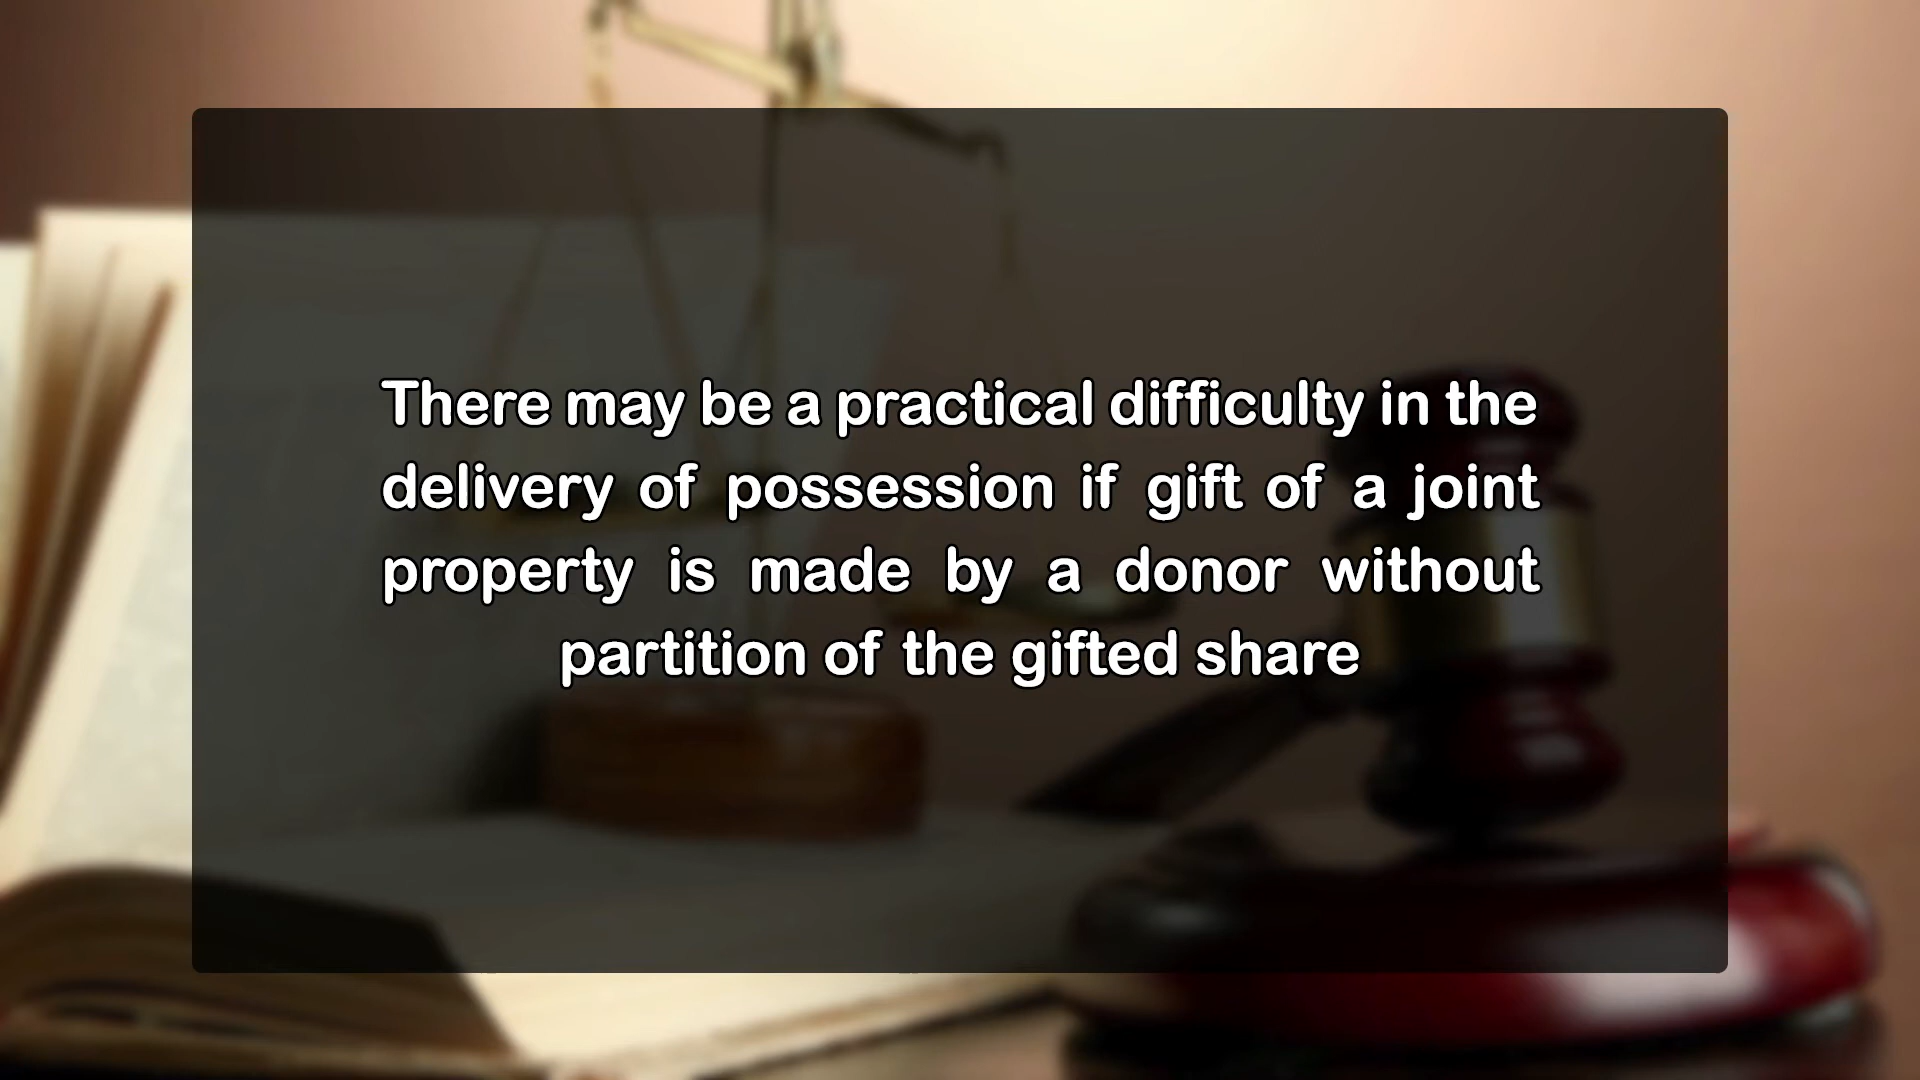 There may be a practical difficulty in the
delivery of possession if gift of a joint
property is made by a donor without
partition of the gifted share